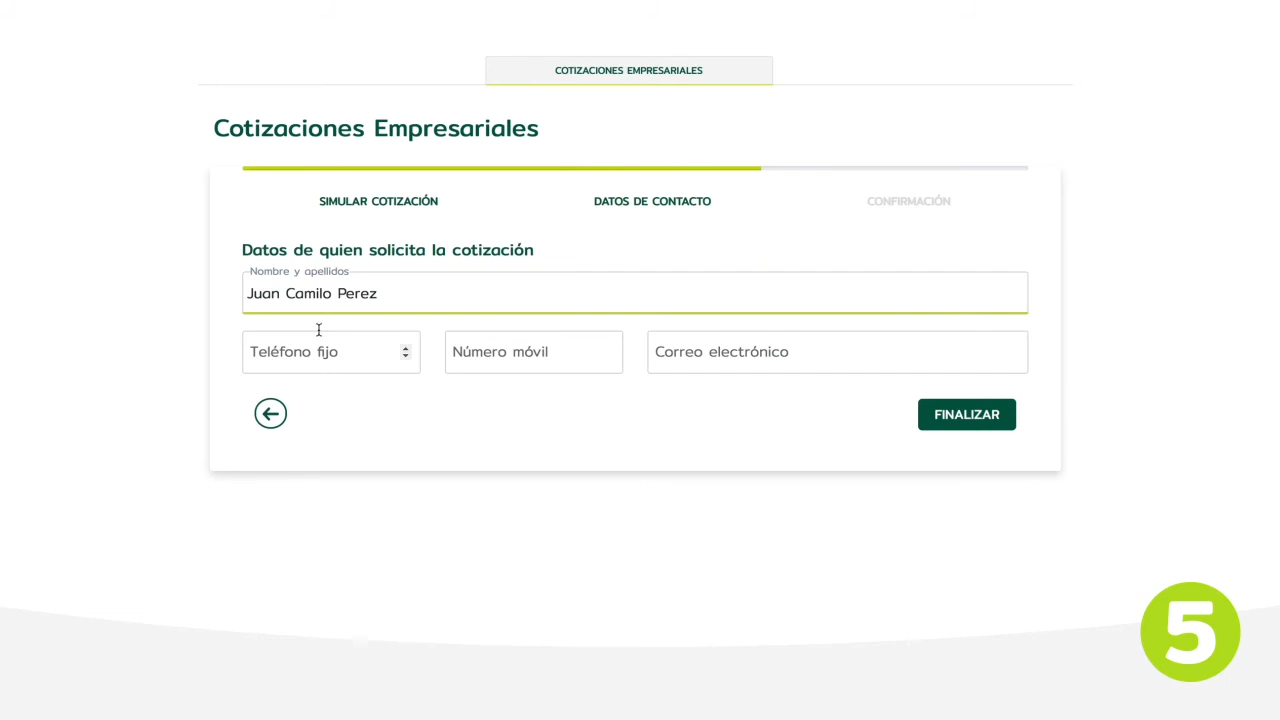 COTIZACIONES EMPRESARIALES
Cotizaciones Empresariales
SIMULAR COTIZACIÓN DATOS DE CONTACTO CONFIRMACIÓN
Datos de quien solicita la cotización
Nombre y apellidos
Juan Camilo Perez
Teléfono fijo Número móvil Correo electrónico
FINALIZAR
5